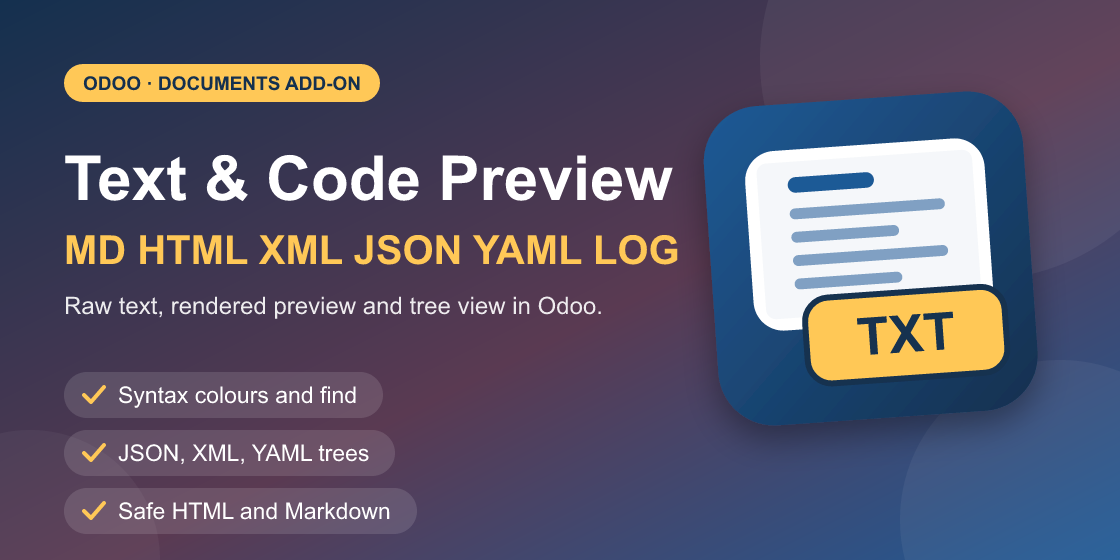 ODOO · DOCUMENTS ADD-ON
Text & Code Preview
MD HTML XML JSON YAML LOG
Raw text, rendered preview and tree view in Odoo.
TXT
Syntax colours and find
JSON, XML, YAML trees
Safe HTML and Markdown